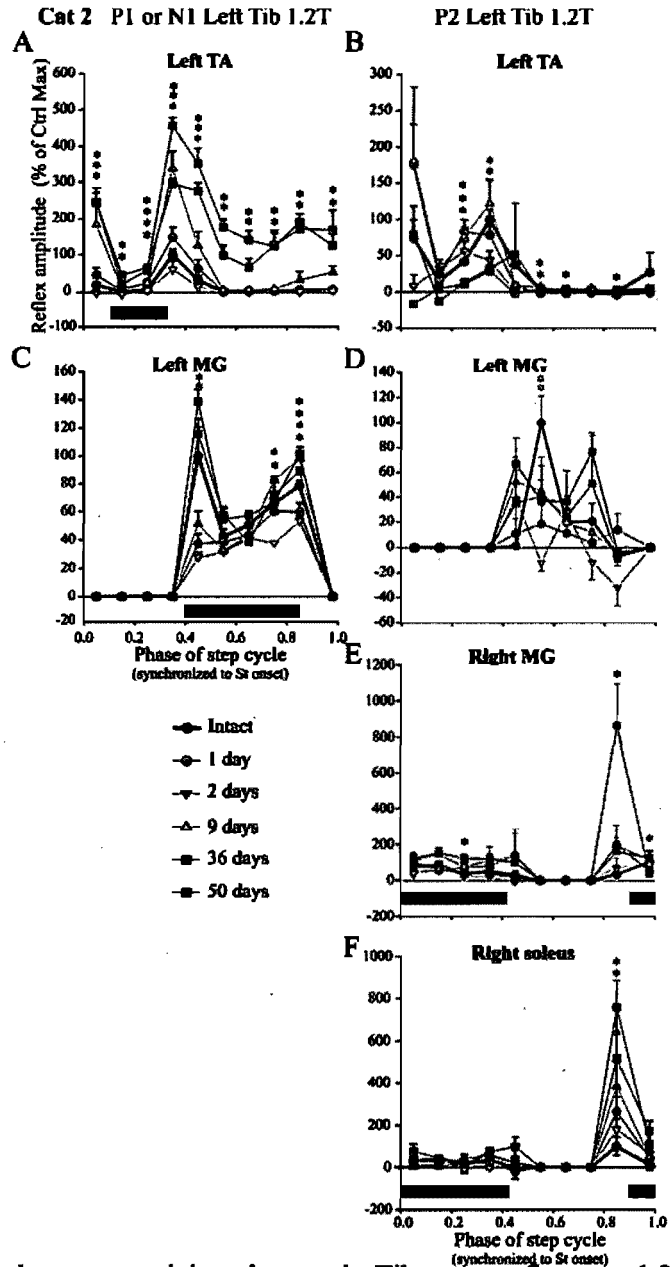 Cat 2 P1 or N1 Left Tib 1.2T
P2 Left Tib 1.2T
A
Left TA
Reflex amplitude (% of Ctrl Max)
600
500
400
300
200
100
0
-100
B
Left TA
300
250
200
150
100
50
0
-50
C
Left MG
160
140
120
100
80
60
40
20
0
-20
0.0 0.2 0.4 0.6 0.8 1.0
Phase of step cycle
(synchronized to St onset)
D
Left MG
140
120
100
80
60
40
20
0
-20
-40
-60
Intact
1 day
2 days
9 days
36 days
50 days
E
Right MG
1200
1000
800
600
400
200
0
-200
F
Right soleus
1000
800
600
400
200
0
-200
0.0 0.2 0.4 0.6 0.8 1.0
Phase of step cycle
(synchronized to St onset)